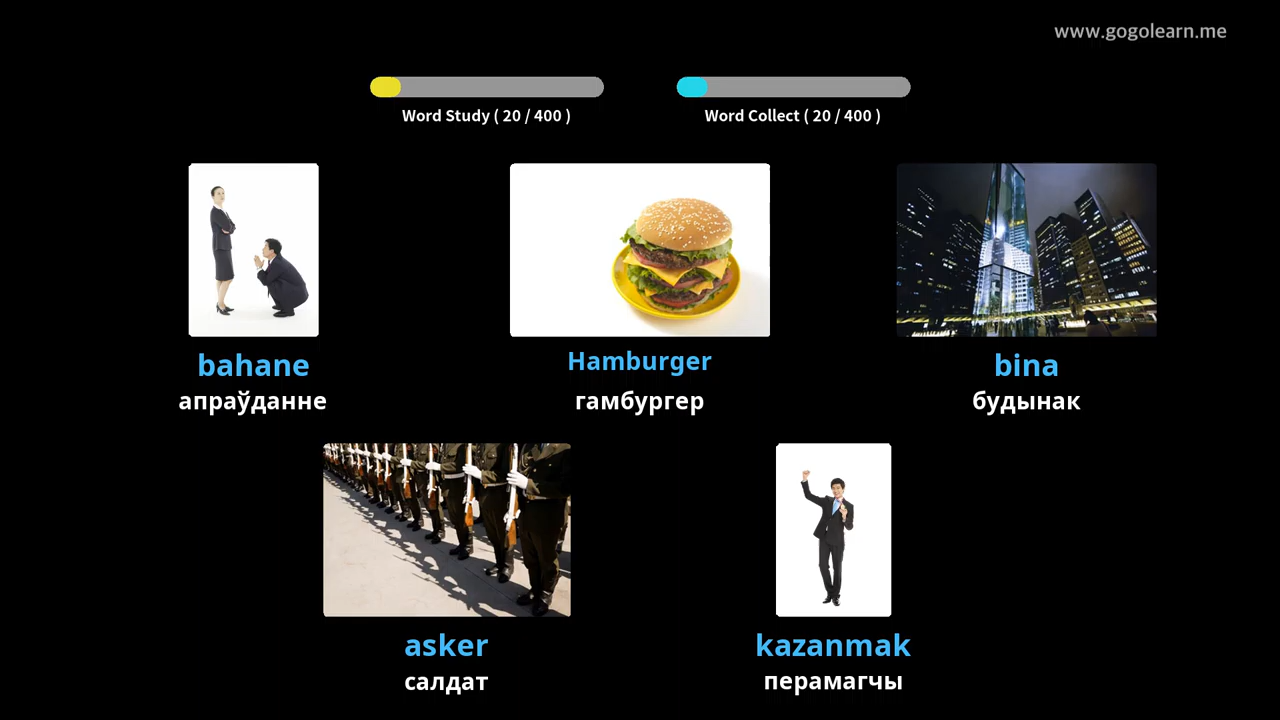 www.gogolearn.me
Word Study ( 20 / 400 )
Word Collect ( 20 / 400 )
bahane
апраўданне
Hamburger
гамбургер
bina
будынак
asker
салдат
kazanmak
перамагчы